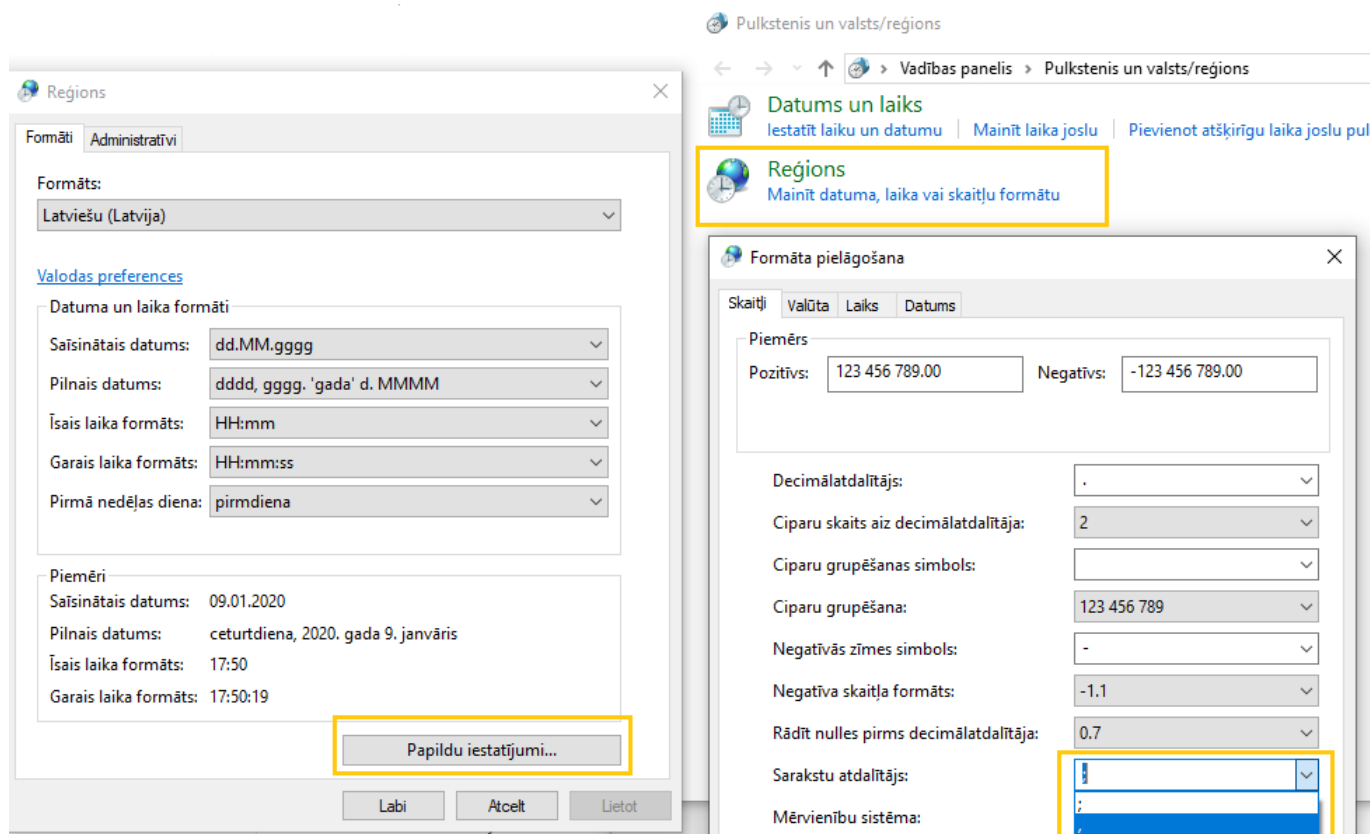 Reģions
Formāti
Administratīvi
Formāts:
Latviešu (Latvija)
Valodas preferences
Datuma un laika formāti
Saīsinātais datums: dd.MM.gggg
Pilnais datums: dddd, gggg. 'gada' d. MMMM
Īsais laika formāts: HH:mm
Garais laika formāts: HH:mm:ss
Pirmā nedēļas diena: pirmdiena
Piemēri
Saīsinātais datums: 09.01.2020
Pilnais datums: ceturtdiena, 2020. gada 9. janvāris
Īsais laika formāts: 17:50
Garais laika formāts: 17:50:19
Papildu iestatījumi...
Labi Atcelt Lietot
Pulkstenis un valsts/reģions
Vadības panelis > Pulkstenis un valsts/reģions
Datums un laiks
Iestatīt laiku un datumu | Mainīt laika joslu | Pievienot atšķirīgu laika joslu pul
Reģions
Mainīt datuma, laika vai skaitļu formātu
Formāta pielāgošana
Skaitļi Valūta Laiks Datums
Piemērs
Pozitīvs: 123 456 789.00 Negatīvs: -123 456 789.00
Decimālatdalītājs: .
Ciparu skaits aiz decimālatdalītāja: 2
Ciparu grupēšanas simbols:
Ciparu grupēšana: 123 456 789
Negatīvās zīmes simbols: -
Negatīva skaitļa formāts: -1.1
Rādīt nulles pirms decimālatdalītāja: 0.7
Sarakstu atdalītājs: ;
;
Mērvienību sistēma: